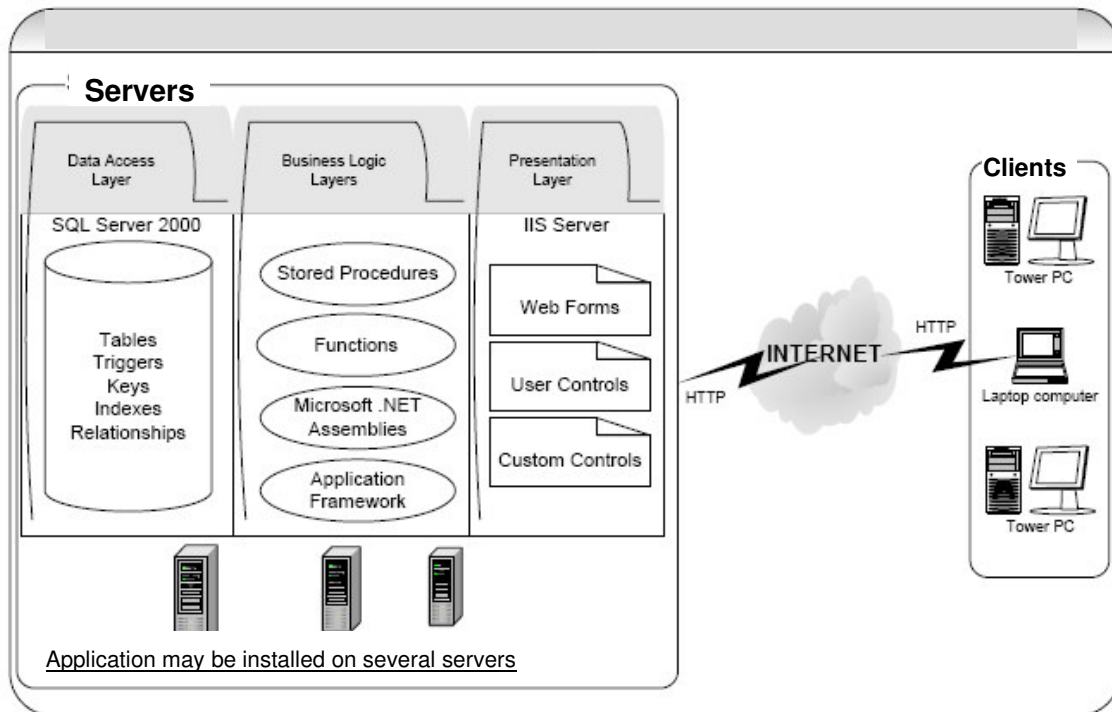 Servers
Data Access
Layer
Business Logic
Layers
Presentation
Layer
SQL Server 2000
Tables
Triggers
Keys
Indexes
Relationships
Stored Procedures
Functions
Microsoft .NET
Assemblies
Application
Framework
IIS Server
Web Forms
User Controls
Custom Controls
Application may be installed on several servers
HTTP
INTERNET
HTTP
Clients
Tower PC
Laptop computer
Tower PC